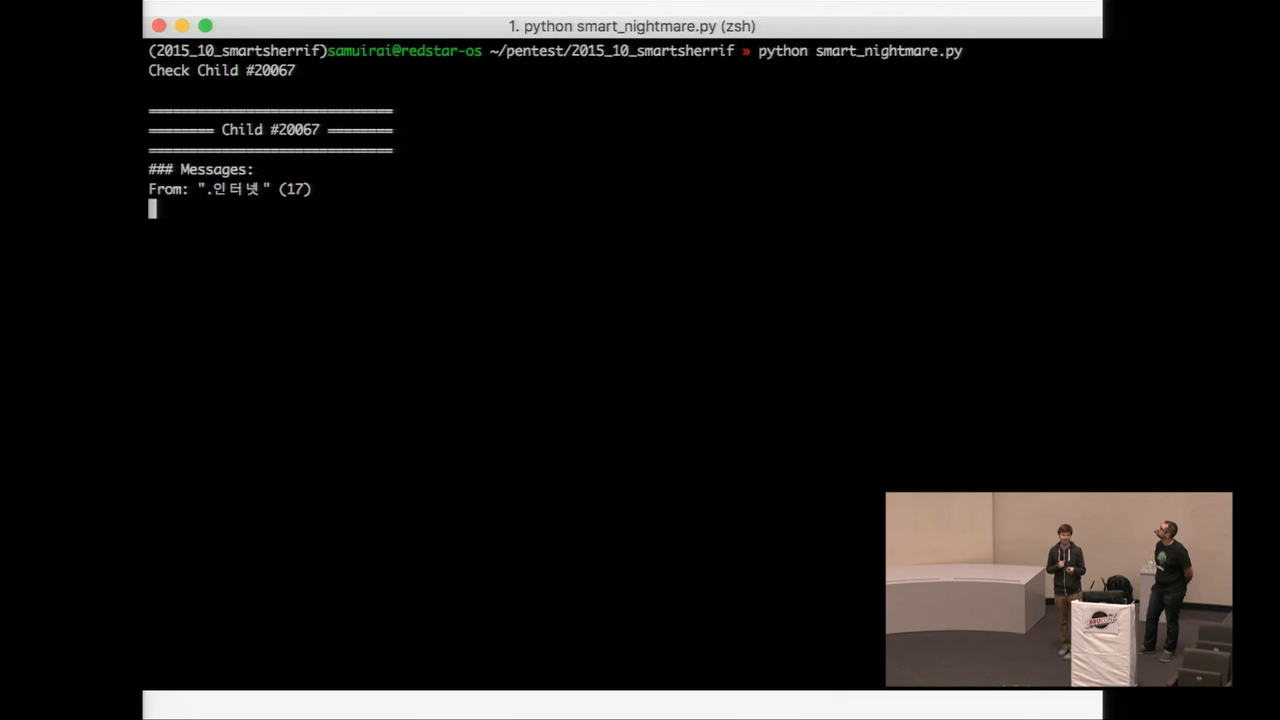 1. python smart_nightmare.py (zsh)
(2015_10_smartsherrif)samuirai@redstar-os ~/pentest/2015_10_smartsherrif » python smart_nightmare.py
Check Child #20067
==============================
======== Child #20067 ========
==============================
### Messages:
From: ".인터넷" (17)